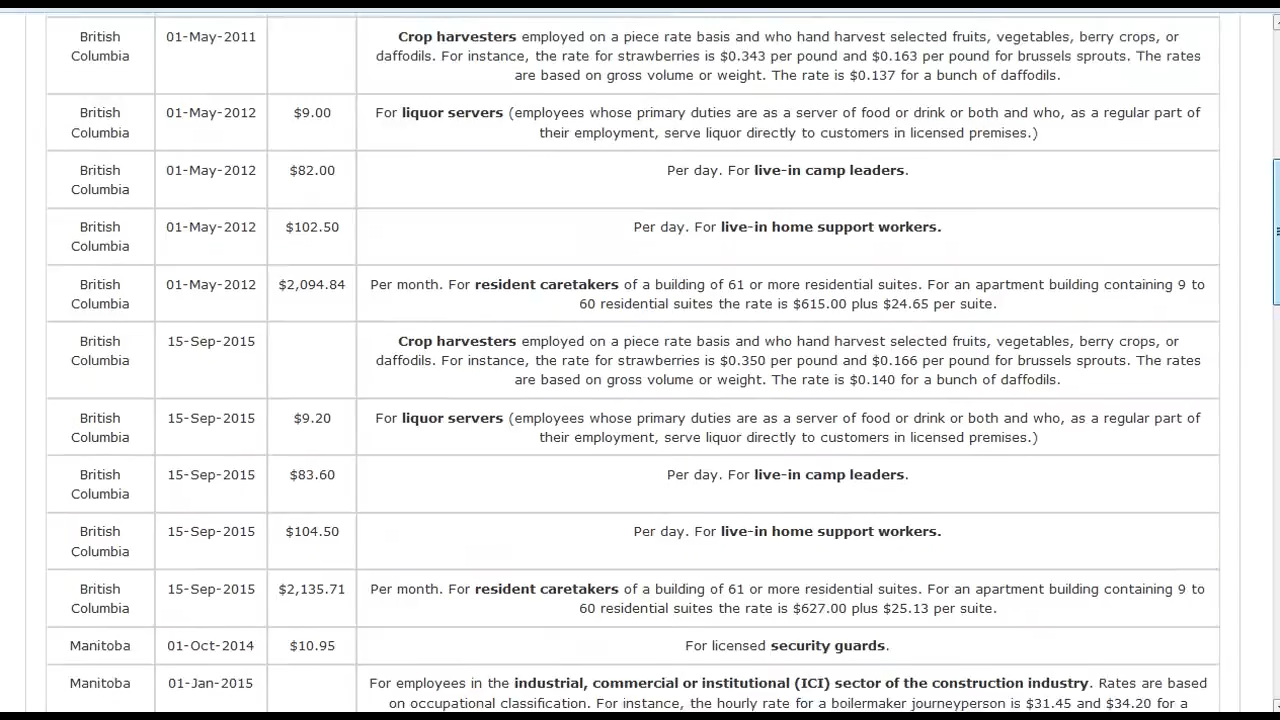 British Columbia 01-May-2011 Crop harvesters employed on a piece rate basis and who hand harvest selected fruits, vegetables, berry crops, or
daffodils. For instance, the rate for strawberries is $0.343 per pound and $0.163 per pound for brussels sprouts. The rates
are based on gross volume or weight. The rate is $0.137 for a bunch of daffodils.
British Columbia 01-May-2012 $9.00 For liquor servers (employees whose primary duties are as a server of food or drink or both and who, as a regular part of
their employment, serve liquor directly to customers in licensed premises.)
British Columbia 01-May-2012 $82.00 Per day. For live-in camp leaders.
British Columbia 01-May-2012 $102.50 Per day. For live-in home support workers.
British Columbia 01-May-2012 $2,094.84 Per month. For resident caretakers of a building of 61 or more residential suites. For an apartment building containing 9 to
60 residential suites the rate is $615.00 plus $24.65 per suite.
British Columbia 15-Sep-2015 Crop harvesters employed on a piece rate basis and who hand harvest selected fruits, vegetables, berry crops, or
daffodils. For instance, the rate for strawberries is $0.350 per pound and $0.166 per pound for brussels sprouts. The rates
are based on gross volume or weight. The rate is $0.140 for a bunch of daffodils.
British Columbia 15-Sep-2015 $9.20 For liquor servers (employees whose primary duties are as a server of food or drink or both and who, as a regular part of
their employment, serve liquor directly to customers in licensed premises.)
British Columbia 15-Sep-2015 $83.60 Per day. For live-in camp leaders.
British Columbia 15-Sep-2015 $104.50 Per day. For live-in home support workers.
British Columbia 15-Sep-2015 $2,135.71 Per month. For resident caretakers of a building of 61 or more residential suites. For an apartment building containing 9 to
60 residential suites the rate is $627.00 plus $25.13 per suite.
Manitoba 01-Oct-2014 $10.95 For licensed security guards.
Manitoba 01-Jan-2015 For employees in the industrial, commercial or institutional (ICI) sector of the construction industry. Rates are based
on occupational classification. For instance, the hourly rate for a boilermaker journeyperson is $31.45 and $34.20 for a